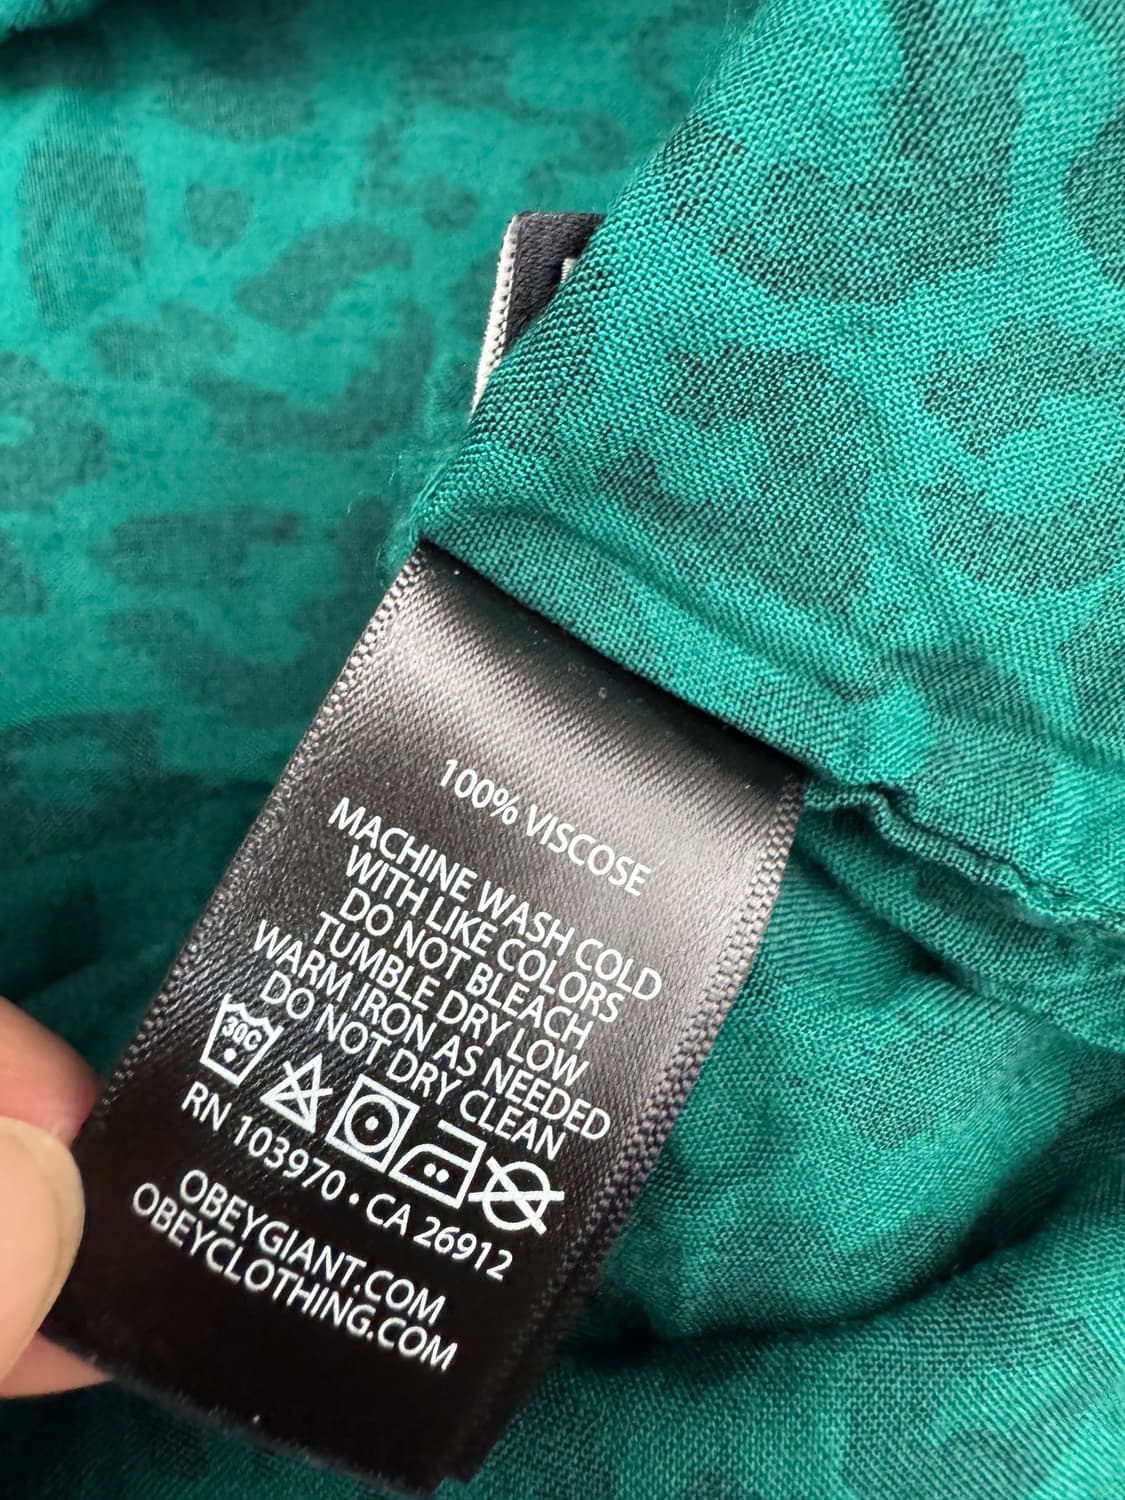 100% VISCOSE
MACHINE WASH COLD
WITH LIKE COLORS
DO NOT BLEACH
TUMBLE DRY LOW
WARM IRON AS NEEDED
DO NOT DRY CLEAN
30C
RN 103970 • CA 26912
OBEYGIANT.COM
OBEYCLOTHING.COM